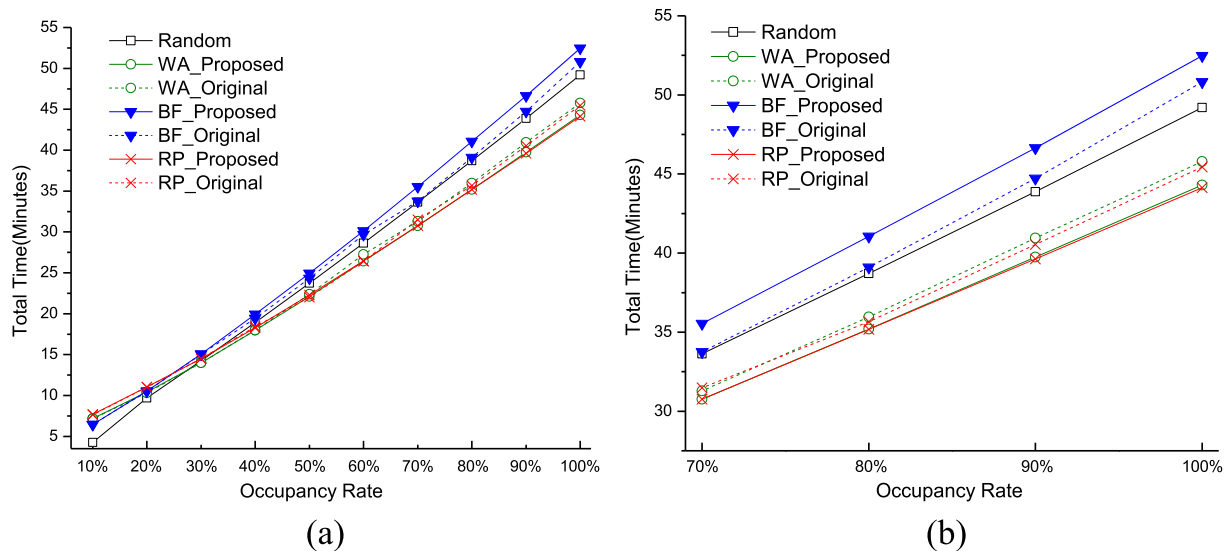 55
50
45
40
35
30
25
20
15
10
5
Total Time(Minutes)
Random
WA_Proposed
WA_Original
BF_Proposed
BF_Original
RP_Proposed
RP_Original
10% 20% 30% 40% 50% 60% 70% 80% 90% 100%
Occupancy Rate
(a)
55
50
45
40
35
30
Total Time(Minutes)
Random
WA_Proposed
WA_Original
BF_Proposed
BF_Original
RP_Proposed
RP_Original
70% 80% 90% 100%
Occupancy Rate
(b)